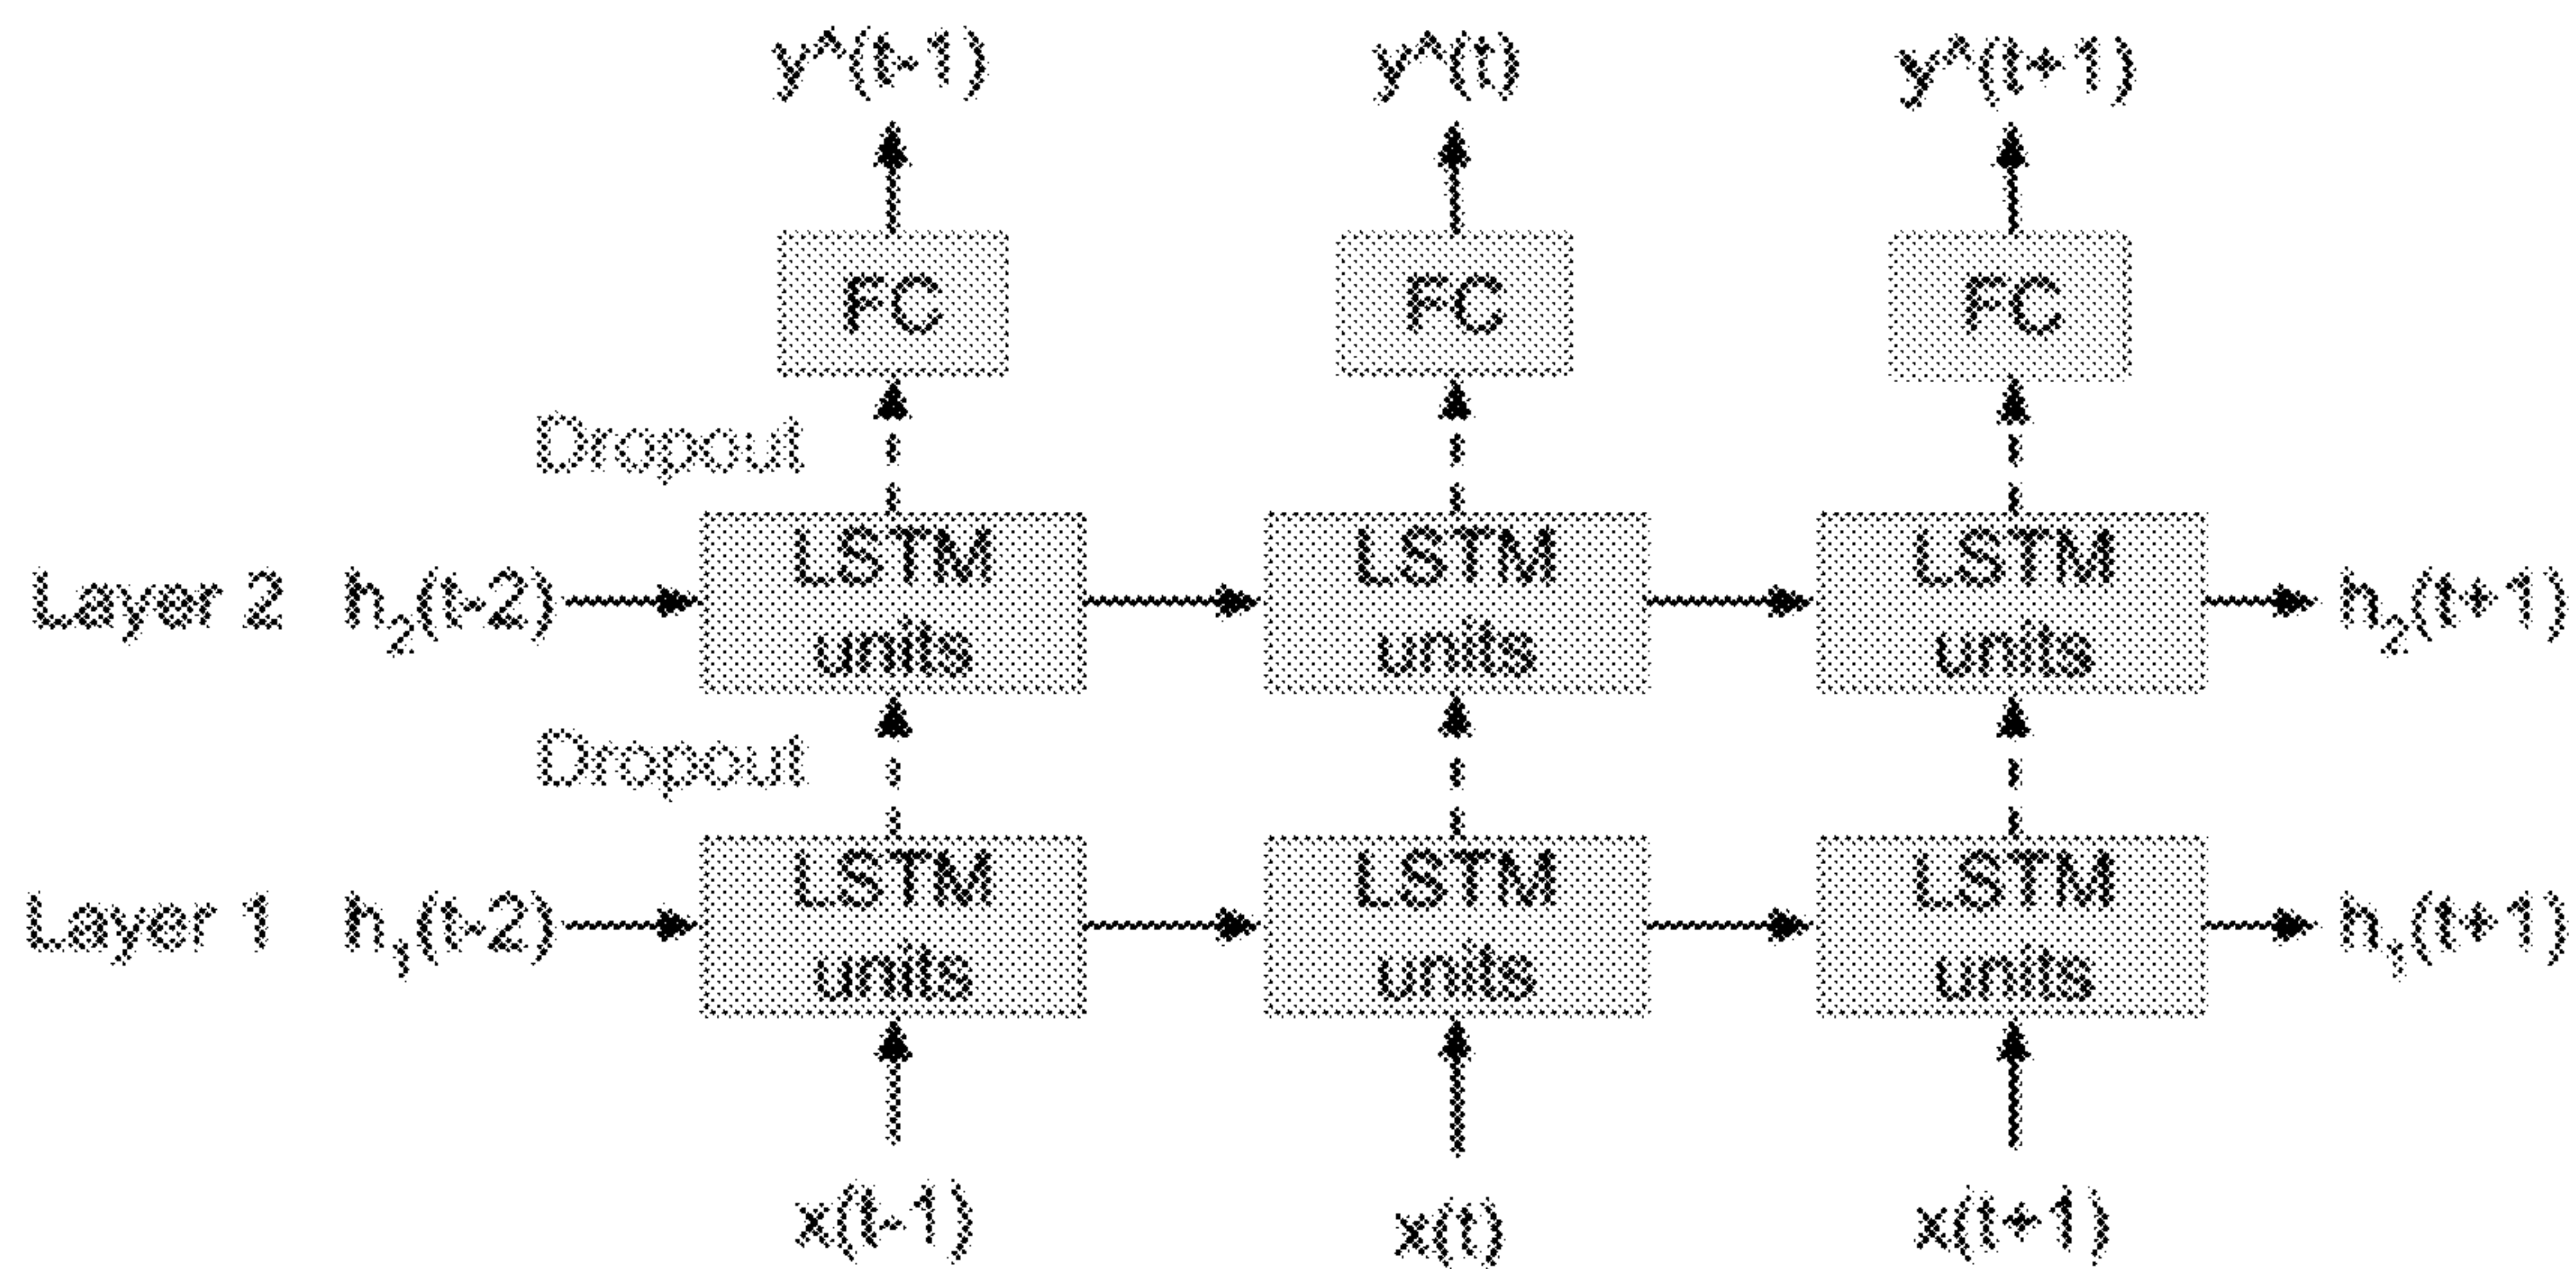 y^(t-1) y^(t) y^(t+1)
FC FC FC
Dropout
LSTM units LSTM units LSTM units
Layer 2 h₂(t-2) h₂(t+1)
Dropout
LSTM units LSTM units LSTM units
Layer 1 h₁(t-2) h₁(t+1)
x(t-1) x(t) x(t+1)